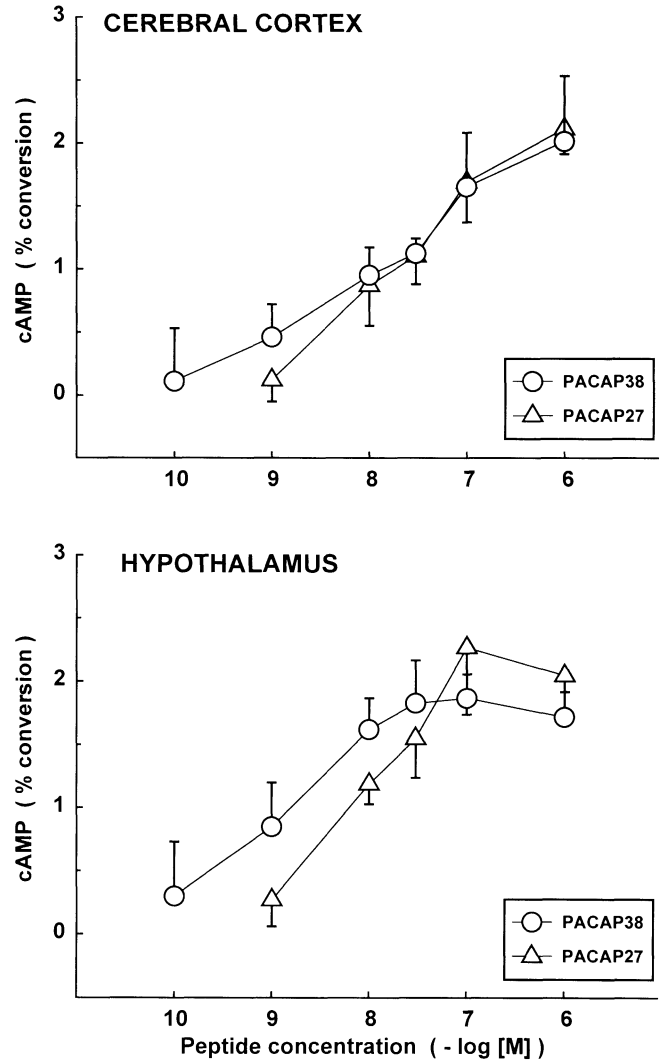 CEREBRAL CORTEX
3
2
1
0
cAMP ( % conversion )
PACAP38
PACAP27
10 9 8 7 6
HYPOTHALAMUS
3
2
1
0
cAMP ( % conversion )
PACAP38
PACAP27
10 9 8 7 6
Peptide concentration ( - log [M] )